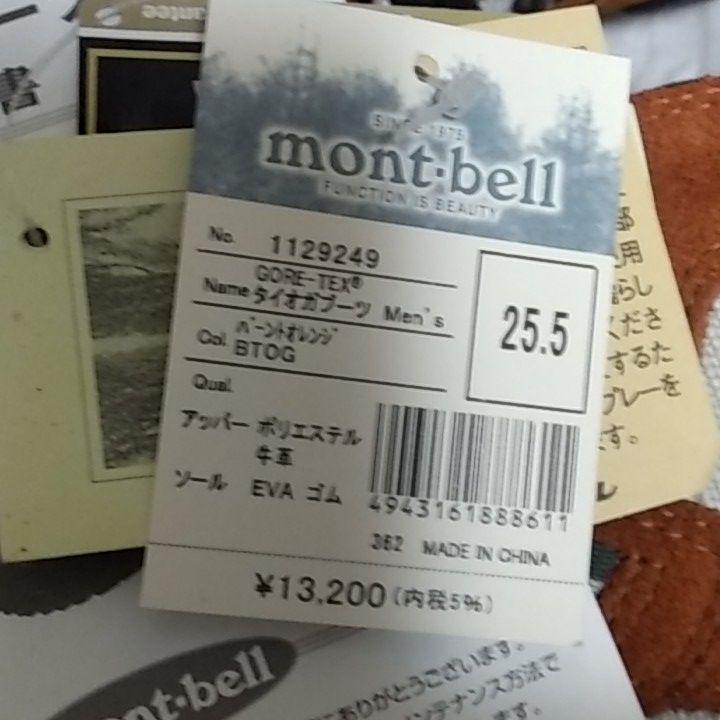 書
SINCE 1975
mont·bell
FUNCTION IS BEAUTY
No. 1129249
GORE-TEX®
Name タイオガブーツ Men's
バーントオレンジ
Col. BTOG
25.5
Qual.
アッパー ポリエステル
牛革
ソール EVA ゴム
4943161888611
362 MADE IN CHINA
¥13,200(内税5%)
部
用
らし
くださ
するた
プレーを
す。
mont·bell
ありがとうございます。
メンテナンス方法で
ます。